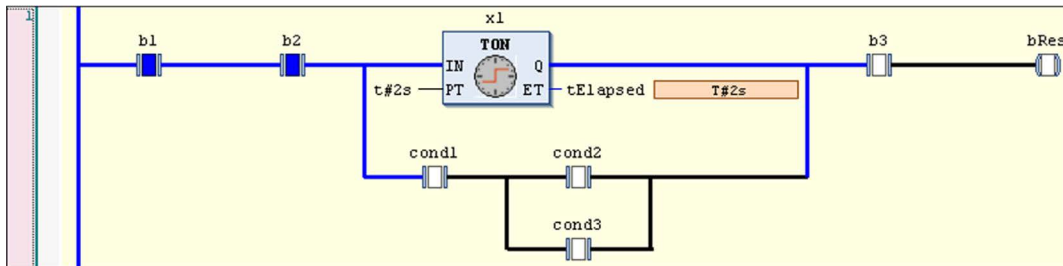 1
x1
b1 b2 TON b3 bRes
IN Q
t#2s PT ET tElapsed T#2s
cond1 cond2
cond3